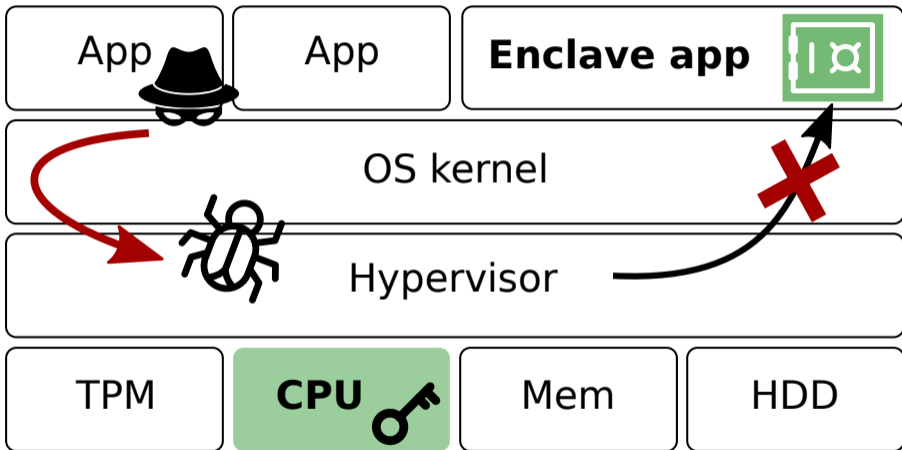 App
App
Enclave app
OS kernel
Hypervisor
TPM
CPU
Mem
HDD